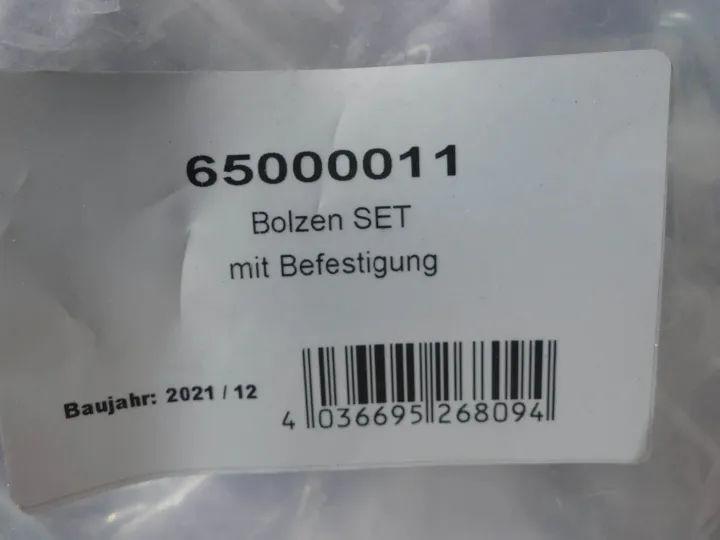 65000011
Bolzen SET
mit Befestigung
Baujahr: 2021 / 12
4 036695 268094